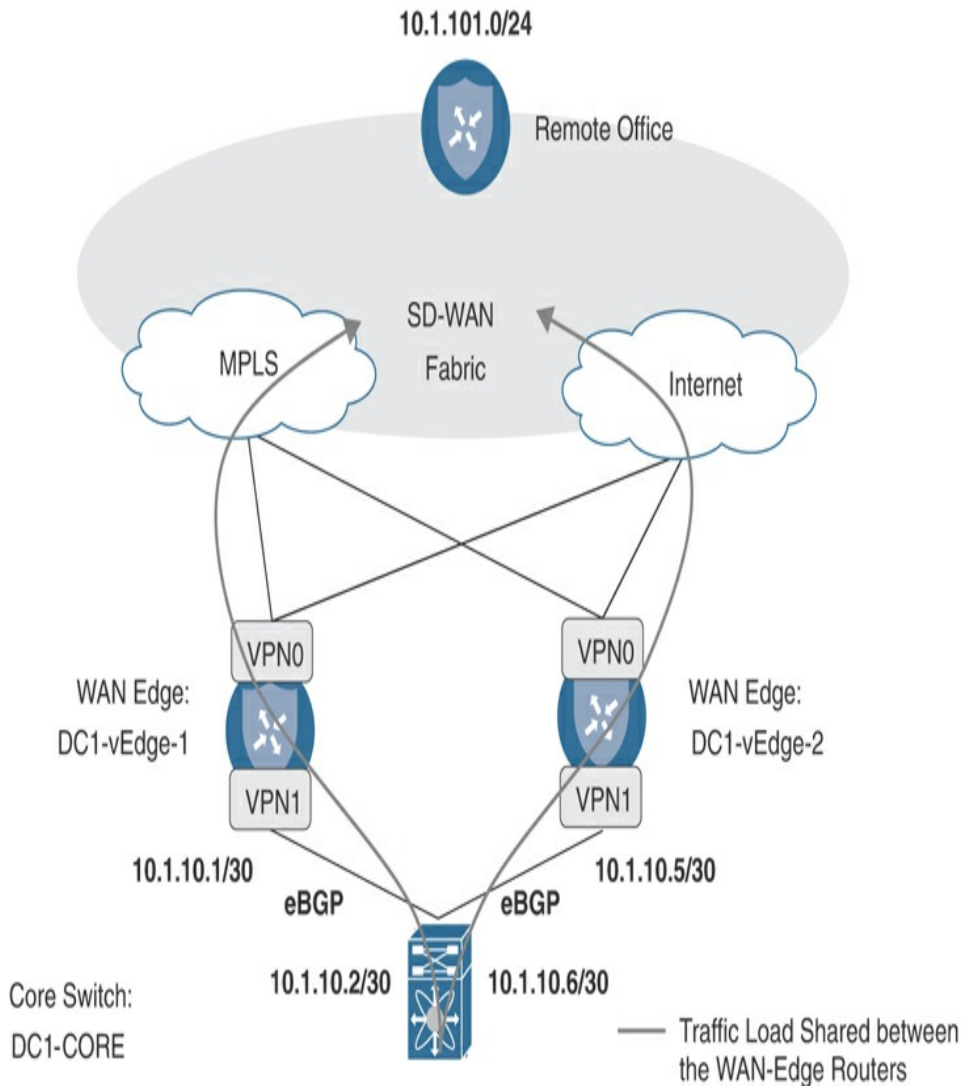 10.1.101.0/24
Remote Office
SD-WAN
Fabric
MPLS
Internet
VPN0
VPN0
WAN Edge:
DC1-vEdge-1
WAN Edge:
DC1-vEdge-2
VPN1
VPN1
10.1.10.1/30
10.1.10.5/30
eBGP
eBGP
10.1.10.2/30
10.1.10.6/30
Core Switch:
DC1-CORE
Traffic Load Shared between
the WAN-Edge Routers